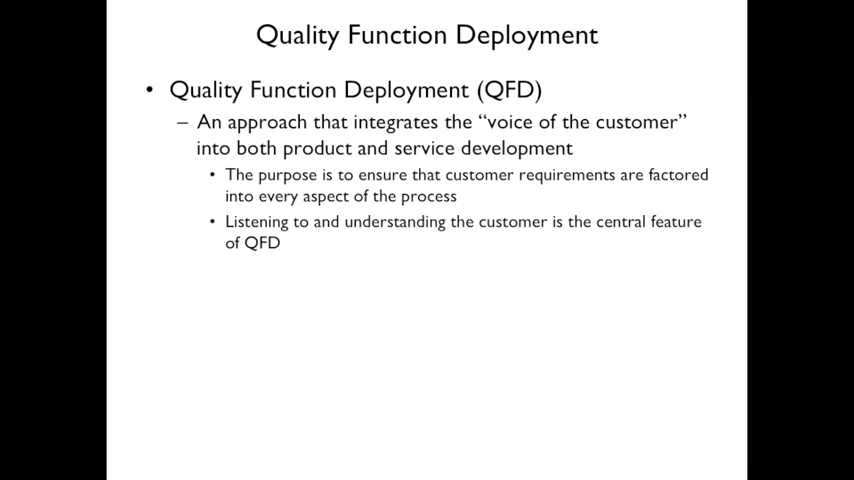 Quality Function Deployment
• Quality Function Deployment (QFD)
– An approach that integrates the “voice of the customer”
into both product and service development
• The purpose is to ensure that customer requirements are factored
into every aspect of the process
• Listening to and understanding the customer is the central feature
of QFD